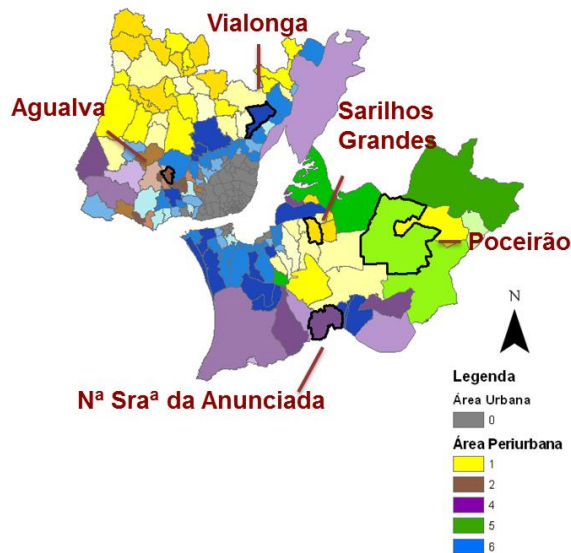 Vialonga
Agualva
Sarilhos
Grandes
Poceirão
Nª Sraª da Anunciada
N
Legenda
Área Urbana
0
Área Periurbana
1
2
4
5
6